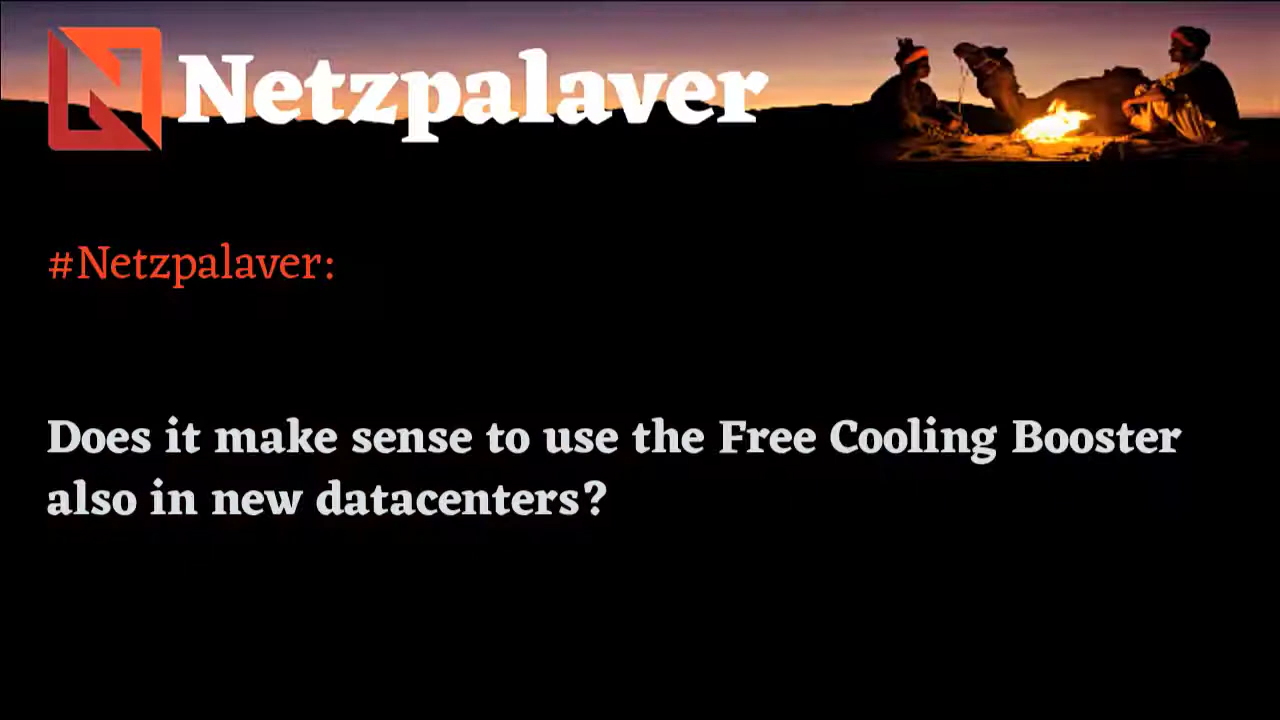 Netzpalaver
#Netzpalaver:
Does it make sense to use the Free Cooling Booster
also in new datacenters?